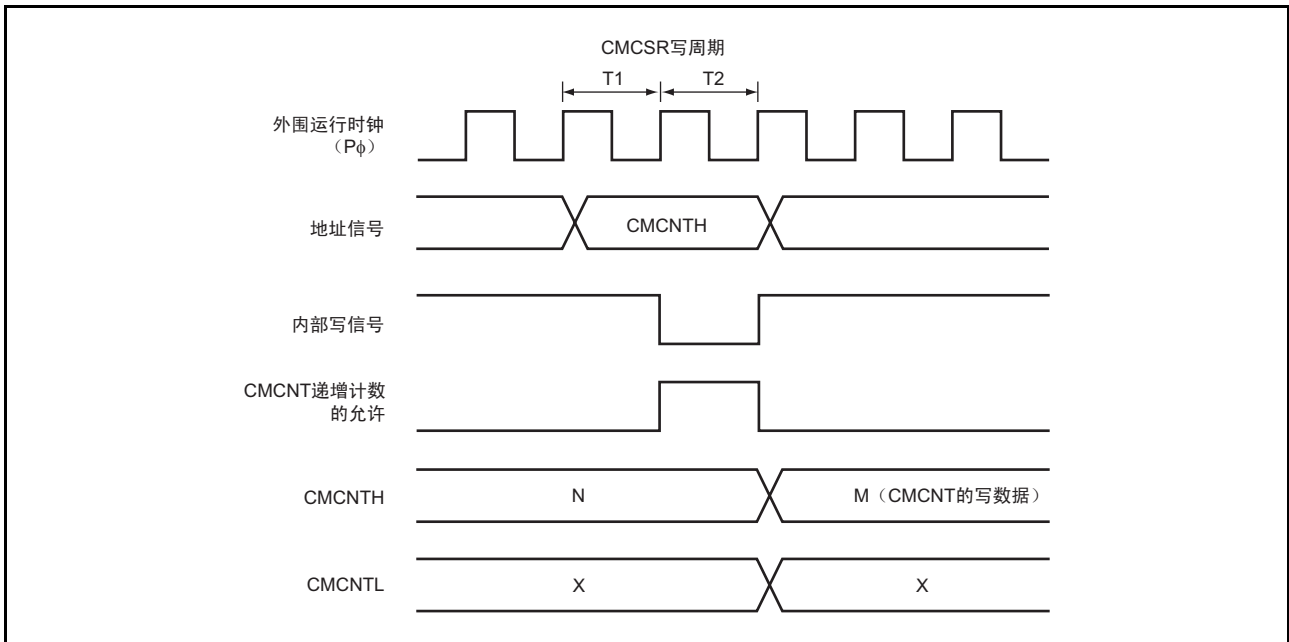 CMCSR写周期
T1
T2
外围运行时钟
（Pϕ）
地址信号
CMCNTH
内部写信号
CMCNT递增计数
的允许
CMCNTH
N
M（CMCNT的写数据）
CMCNTL
X
X